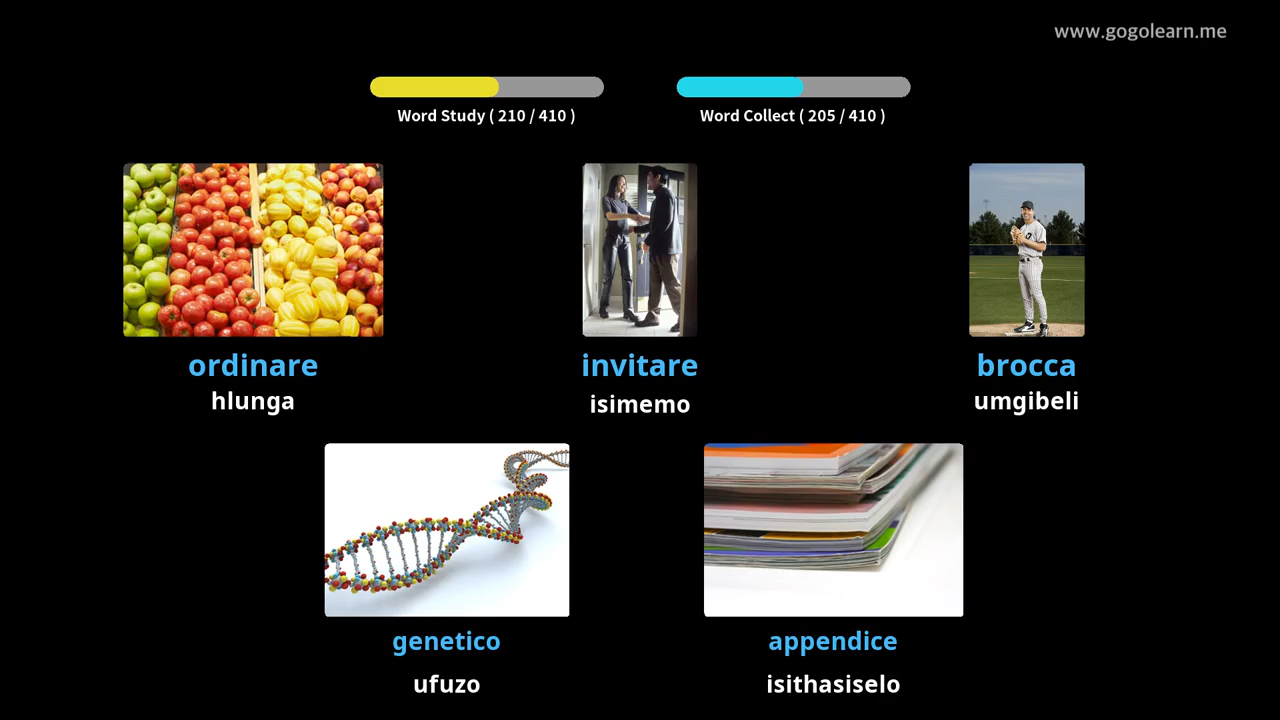 www.gogolearn.me
Word Study ( 210 / 410 )
Word Collect ( 205 / 410 )
ordinare
hlunga
invitare
isimemo
brocca
umgibeli
genetico
ufuzo
appendice
isithasiselo